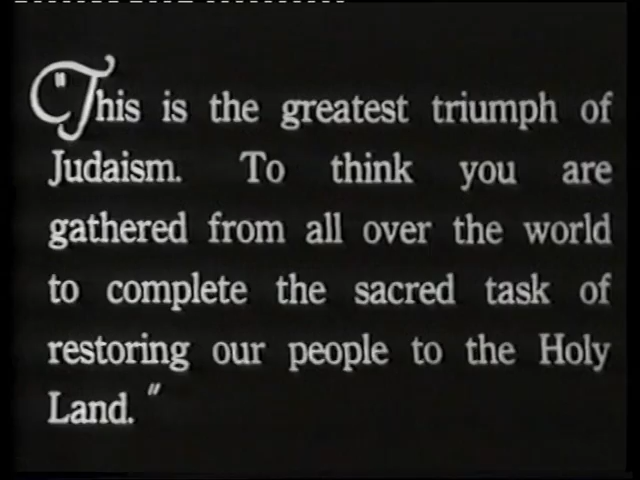 "This is the greatest triumph of
Judaism. To think you are
gathered from all over the world
to complete the sacred task of
restoring our people to the Holy
Land."